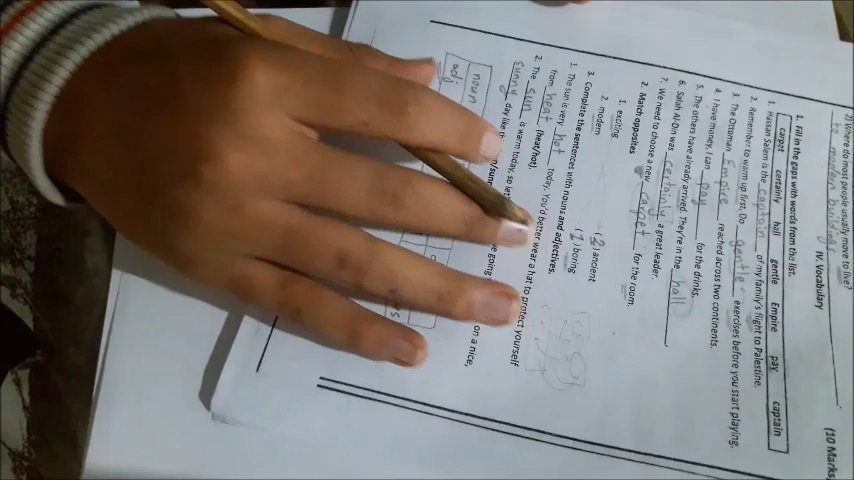 2) Where do most people usually move to live?
to modern buildings.
IV. Vocabulary
(10 Marks
1. Fill in the gaps with words from the list.
carpet certainly hall gentle Empire pay captain
1. Hassan Salem is the captain of my family's flight to Palestine.
2. Remember to warm up first. Do gentle exercises before you start playing.
3. The Ottoman Empire reached across two continents.
4. I have money, I can pay for the drinks.
5. The others have already arrived. They're in the hall
6. Salah Al-Din was certainly a great leader.
7. We need to choose a new carpet for the room.
2. Match opposites
1. exciting (2) ancient
2. modern (1) boring
3. Complete the sentences with nouns and adjectives.
1. The sun is very hot today. You'd better wear a hat to protect yourself
from heat (heat/hot).
2. The sun is warm today, so let
sunny day like th going on a nice,
noun
adj